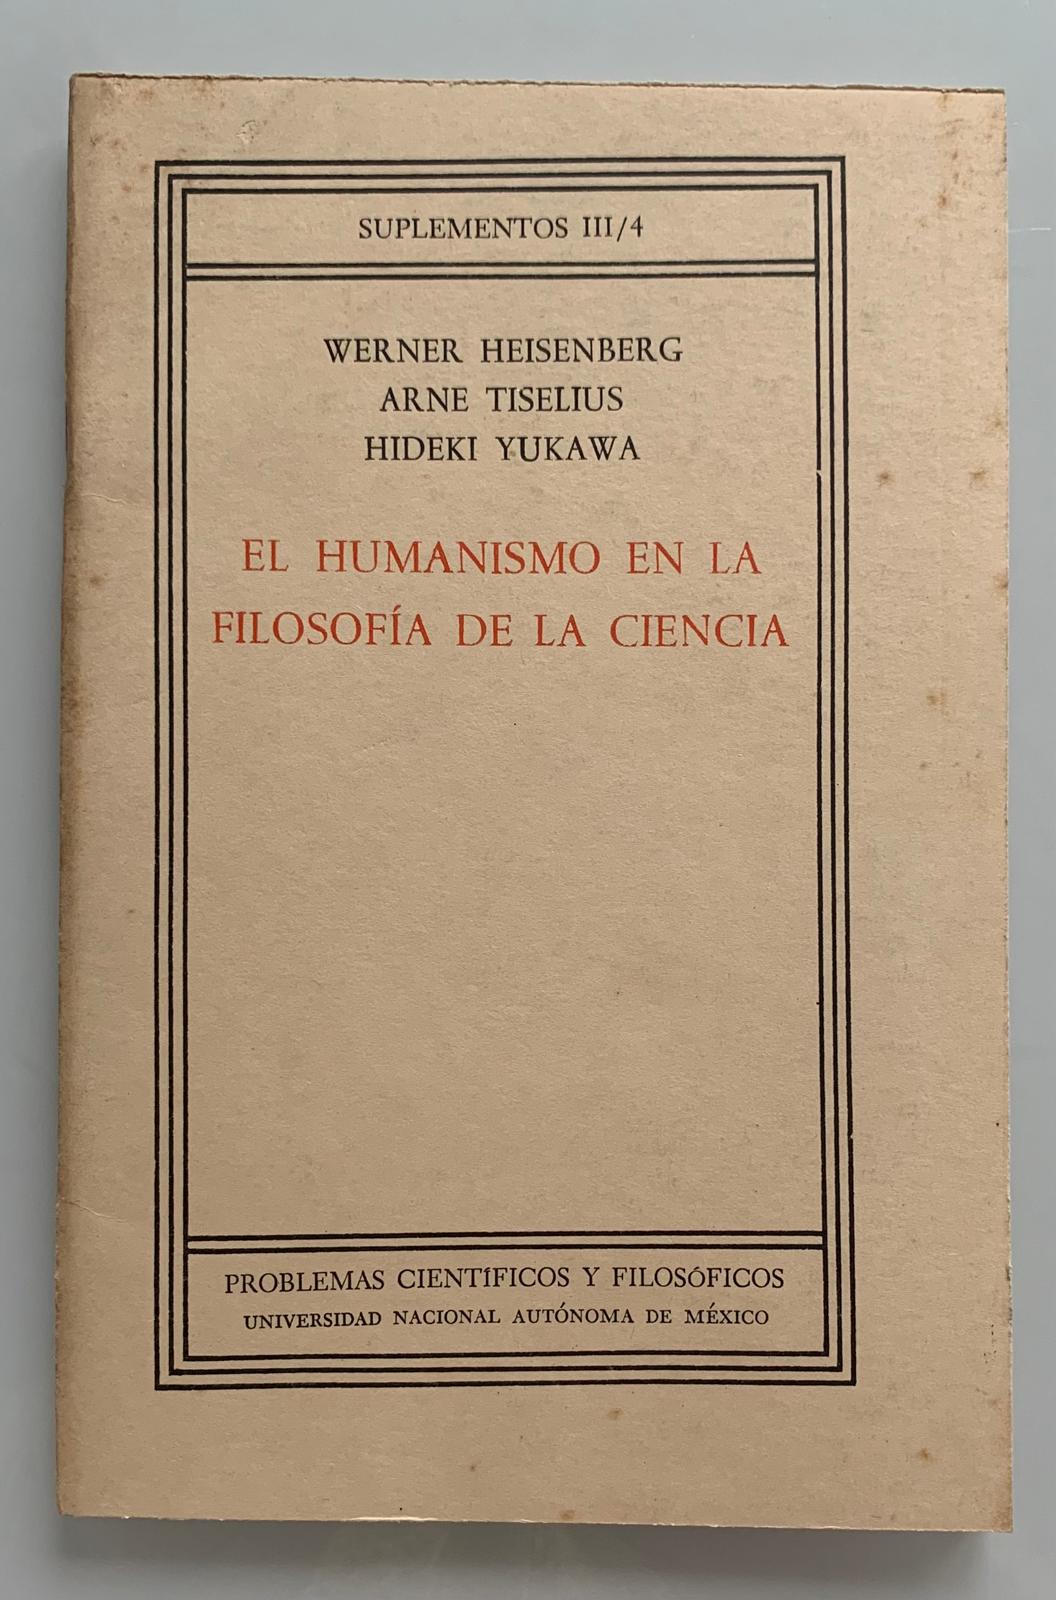 SUPLEMENTOS III/4
WERNER HEISENBERG
ARNE TISELIUS
HIDEKI YUKAWA
EL HUMANISMO EN LA
FILOSOFÍA DE LA CIENCIA
PROBLEMAS CIENTÍFICOS Y FILOSÓFICOS
UNIVERSIDAD NACIONAL AUTÓNOMA DE MÉXICO